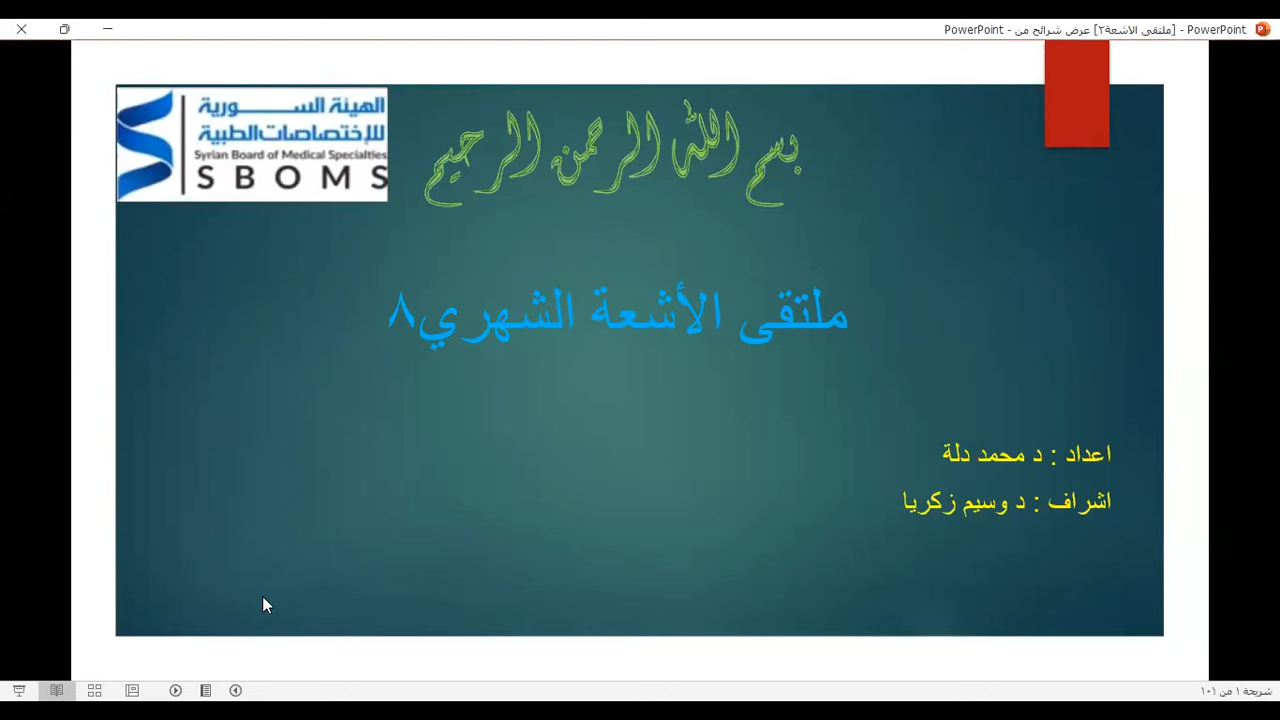 PowerPoint - [ملتقى الاشعة٢] عرض شرائح من - PowerPoint
الهيئة السورية
للإختصاصات الطبية
Syrian Board of Medical Specialties
SBOMS
بسم الله الرحمن الرحيم
ملتقى الأشعة الشهري٨
اعداد : د محمد دلة
اشراف : د وسيم زكريا
شريحة ١ من ١٠١